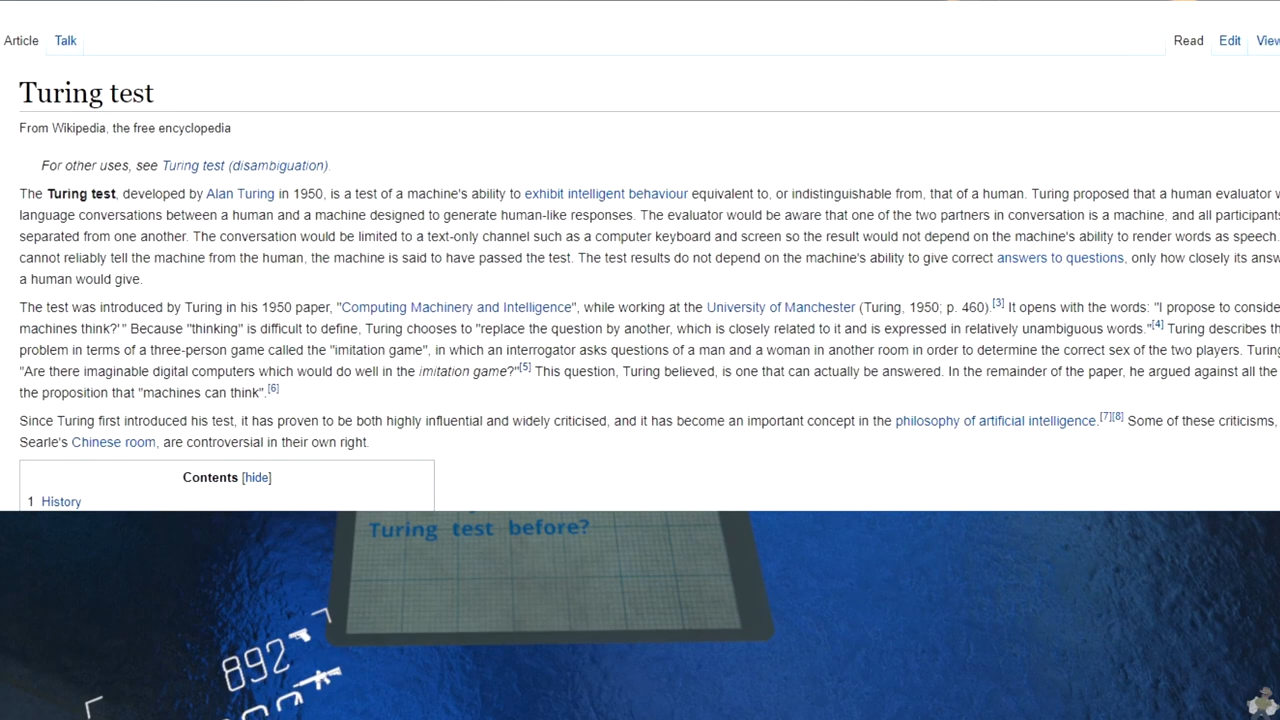 Article Talk Read Edit View
Turing test
From Wikipedia, the free encyclopedia
For other uses, see Turing test (disambiguation).
The Turing test, developed by Alan Turing in 1950, is a test of a machine's ability to exhibit intelligent behaviour equivalent to, or indistinguishable from, that of a human. Turing proposed that a human evaluator w
language conversations between a human and a machine designed to generate human-like responses. The evaluator would be aware that one of the two partners in conversation is a machine, and all participants
separated from one another. The conversation would be limited to a text-only channel such as a computer keyboard and screen so the result would not depend on the machine's ability to render words as speech.
cannot reliably tell the machine from the human, the machine is said to have passed the test. The test results do not depend on the machine's ability to give correct answers to questions, only how closely its answ
a human would give.
The test was introduced by Turing in his 1950 paper, "Computing Machinery and Intelligence", while working at the University of Manchester (Turing, 1950; p. 460).[3] It opens with the words: "I propose to conside
machines think?'" Because "thinking" is difficult to define, Turing chooses to "replace the question by another, which is closely related to it and is expressed in relatively unambiguous words."[4] Turing describes th
problem in terms of a three-person game called the "imitation game", in which an interrogator asks questions of a man and a woman in another room in order to determine the correct sex of the two players. Turing
"Are there imaginable digital computers which would do well in the imitation game?"[5] This question, Turing believed, is one that can actually be answered. In the remainder of the paper, he argued against all the
the proposition that "machines can think".[6]
Since Turing first introduced his test, it has proven to be both highly influential and widely criticised, and it has become an important concept in the philosophy of artificial intelligence.[7][8] Some of these criticisms,
Searle's Chinese room, are controversial in their own right.
Contents [hide]
1 History
Turing test before?
892